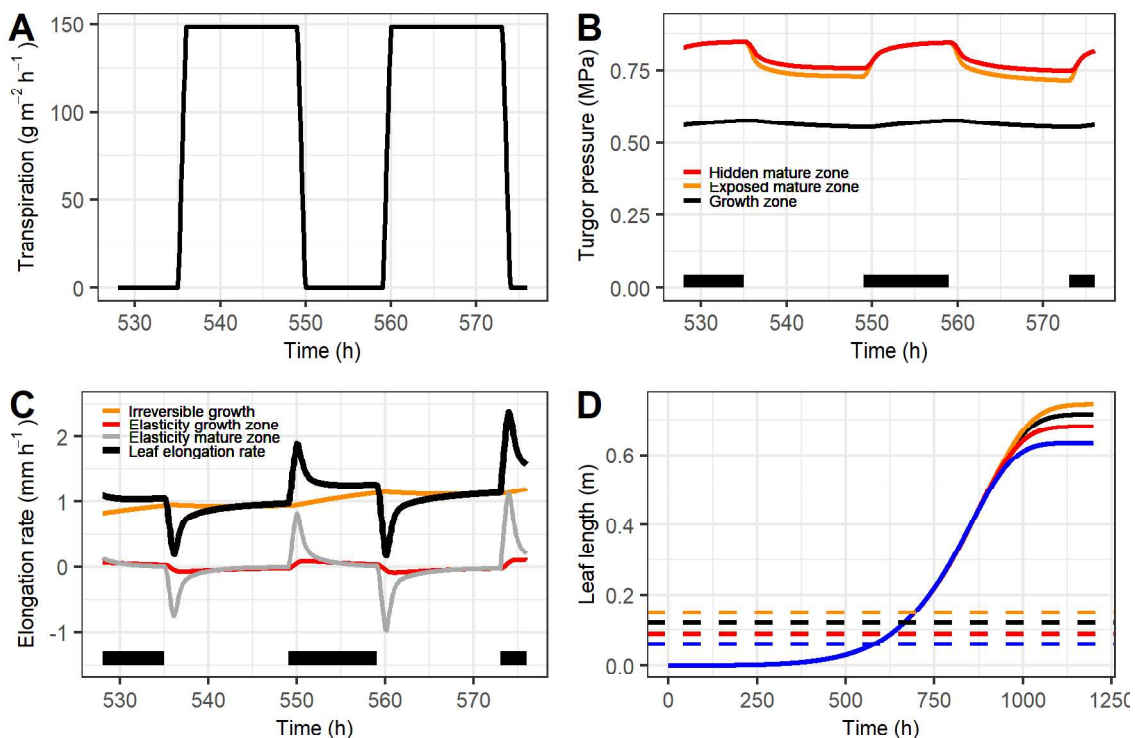 A
Transpiration (g m⁻² h⁻¹)
150
100
50
0
530 540 550 560 570
Time (h)
B
Turgor pressure (MPa)
0.75
0.50
0.25
0.00
Hidden mature zone
Exposed mature zone
Growth zone
530 540 550 560 570
Time (h)
C
Elongation rate (mm h⁻¹)
2
1
0
-1
Irreversible growth
Elasticity growth zone
Elasticity mature zone
Leaf elongation rate
530 540 550 560 570
Time (h)
D
Leaf length (m)
0.6
0.4
0.2
0.0
0 250 500 750 1000 1250
Time (h)